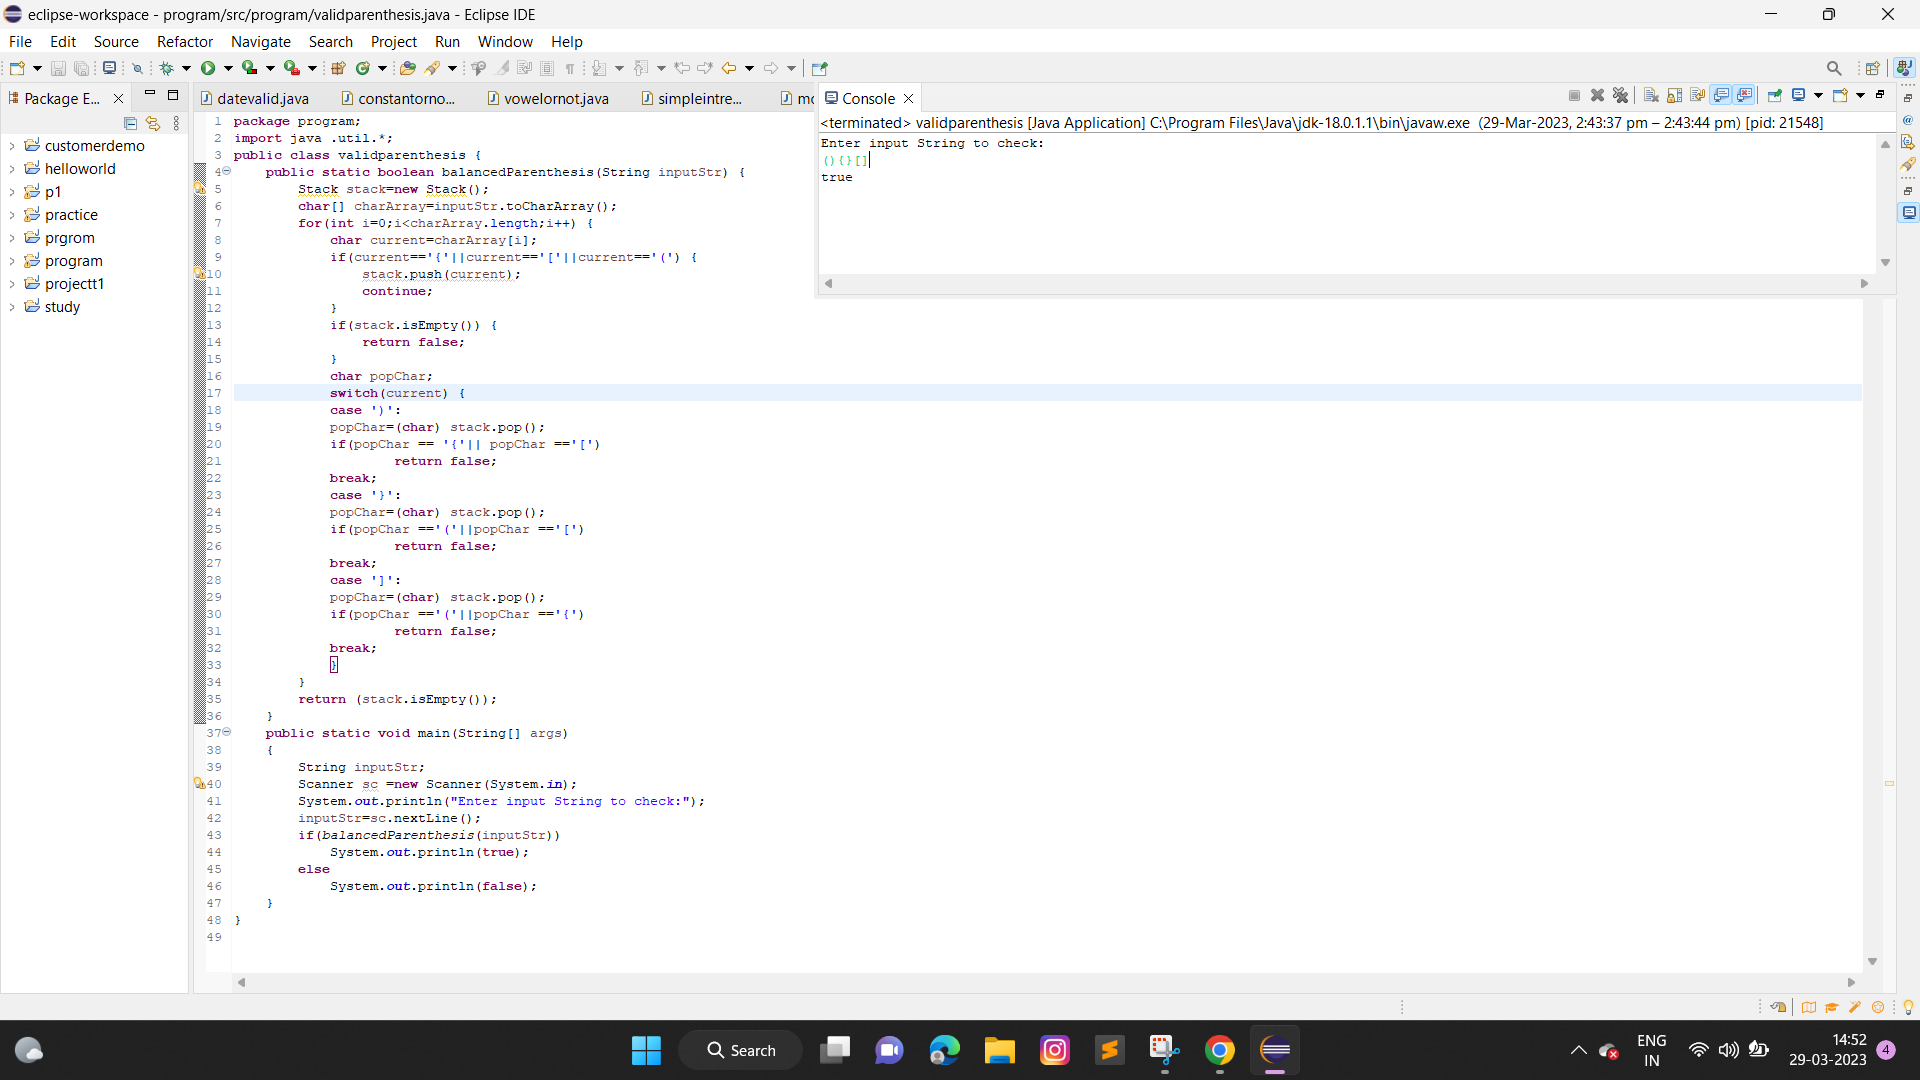 eclipse-workspace - program/src/program/validparenthesis.java - Eclipse IDE
File Edit Source Refactor Navigate Search Project Run Window Help
Package E...
datevalid.java constantorno... vowelornot.java simpleintre...
Console
customerdemo
helloworld
p1
practice
prgrom
program
projectt1
study
1 package program;
2 import java .util.*;
3 public class validparenthesis {
4 public static boolean balancedParenthesis(String inputStr) {
5 Stack stack=new Stack();
6 char[] charArray=inputStr.toCharArray();
7 for(int i=0;i<charArray.length;i++) {
8 char current=charArray[i];
9 if(current=='{'||current=='['||current=='(') {
10 stack.push(current);
11 continue;
12 }
13 if(stack.isEmpty()) {
14 return false;
15 }
16 char popChar;
17 switch(current) {
18 case ')':
19 popChar=(char) stack.pop();
20 if(popChar == '{'|| popChar =='[')
21 return false;
22 break;
23 case '}':
24 popChar=(char) stack.pop();
25 if(popChar =='('||popChar =='[')
26 return false;
27 break;
28 case ']':
29 popChar=(char) stack.pop();
30 if(popChar =='('||popChar =='{')
31 return false;
32 break;
33 }
34 }
35 return (stack.isEmpty());
36 }
37 public static void main(String[] args)
38 {
39 String inputStr;
40 Scanner sc =new Scanner(System.in);
41 System.out.println("Enter input String to check:");
42 inputStr=sc.nextLine();
43 if(balancedParenthesis(inputStr))
44 System.out.println(true);
45 else
46 System.out.println(false);
47 }
48 }
49
<terminated> validparenthesis [Java Application] C:\Program Files\Java\jdk-18.0.1.1\bin\javaw.exe (29-Mar-2023, 2:43:37 pm – 2:43:44 pm) [pid: 21548]
Enter input String to check:
(){}[]
true
Search
ENG
IN
14:52
29-03-2023
4